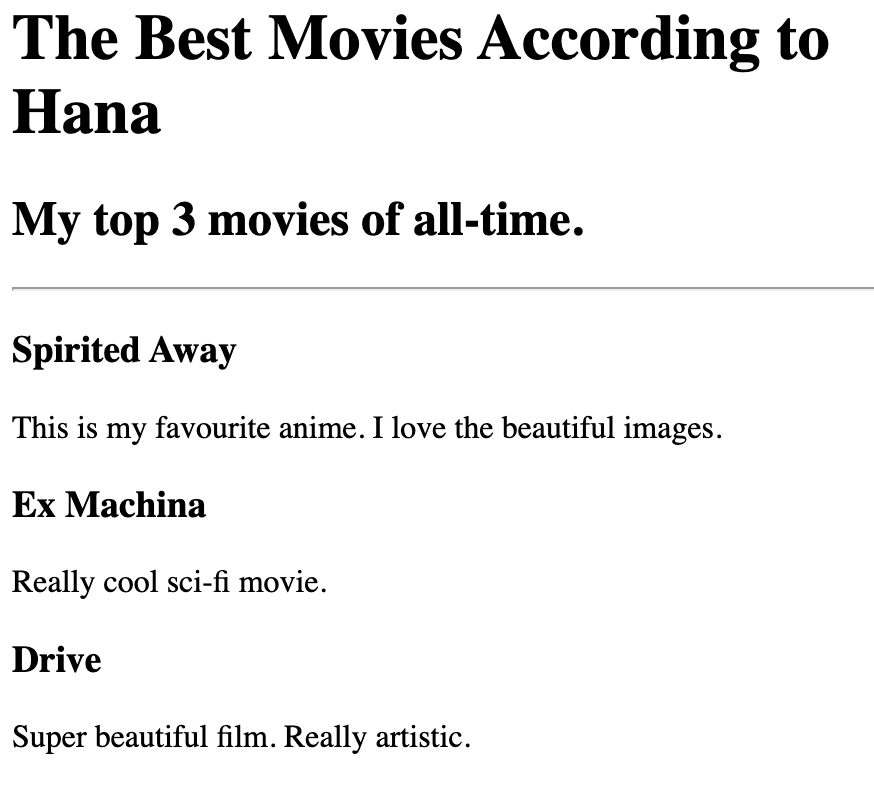 The Best Movies According to
Hana
My top 3 movies of all-time.
Spirited Away
This is my favourite anime. I love the beautiful images.
Ex Machina
Really cool sci-fi movie.
Drive
Super beautiful film. Really artistic.